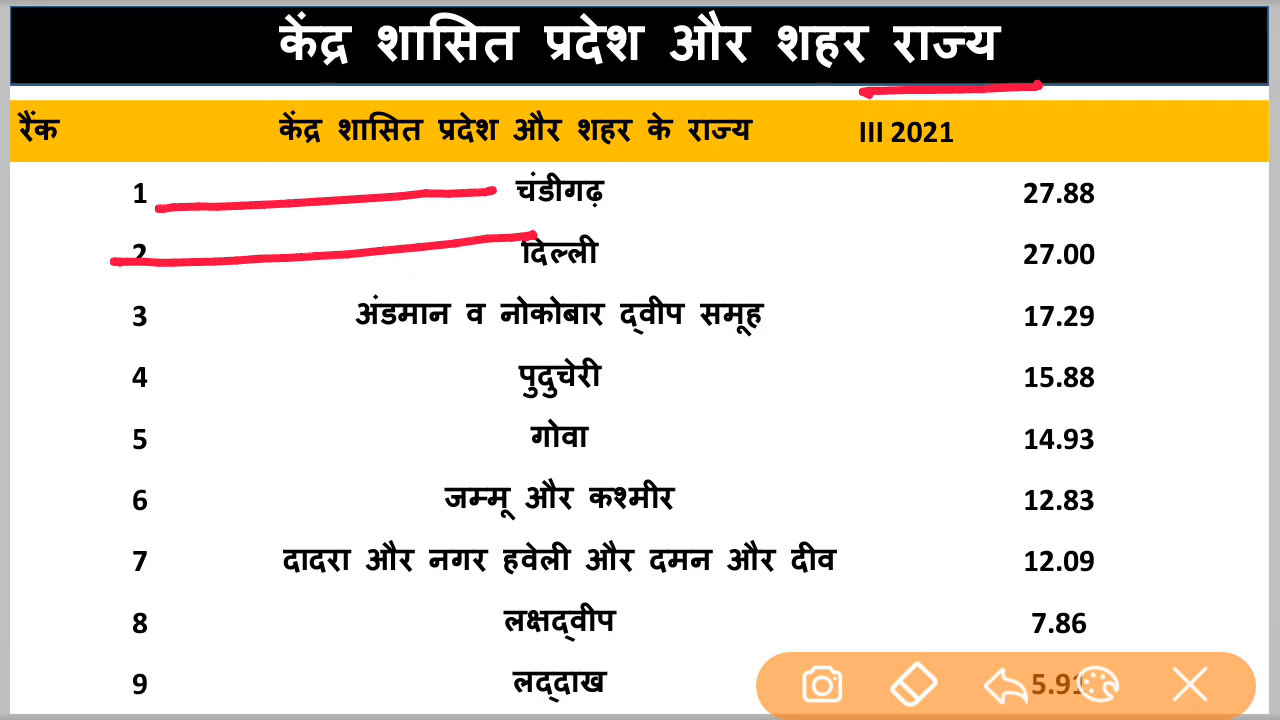 केंद्र शासित प्रदेश और शहर राज्य
रैंक केंद्र शासित प्रदेश और शहर के राज्य III 2021
1 चंडीगढ़ 27.88
2 दिल्ली 27.00
3 अंडमान व नोकोबार द्वीप समूह 17.29
4 पुदुचेरी 15.88
5 गोवा 14.93
6 जम्मू और कश्मीर 12.83
7 दादरा और नगर हवेली और दमन और दीव 12.09
8 लक्षद्वीप 7.86
9 लद्दाख 5.91